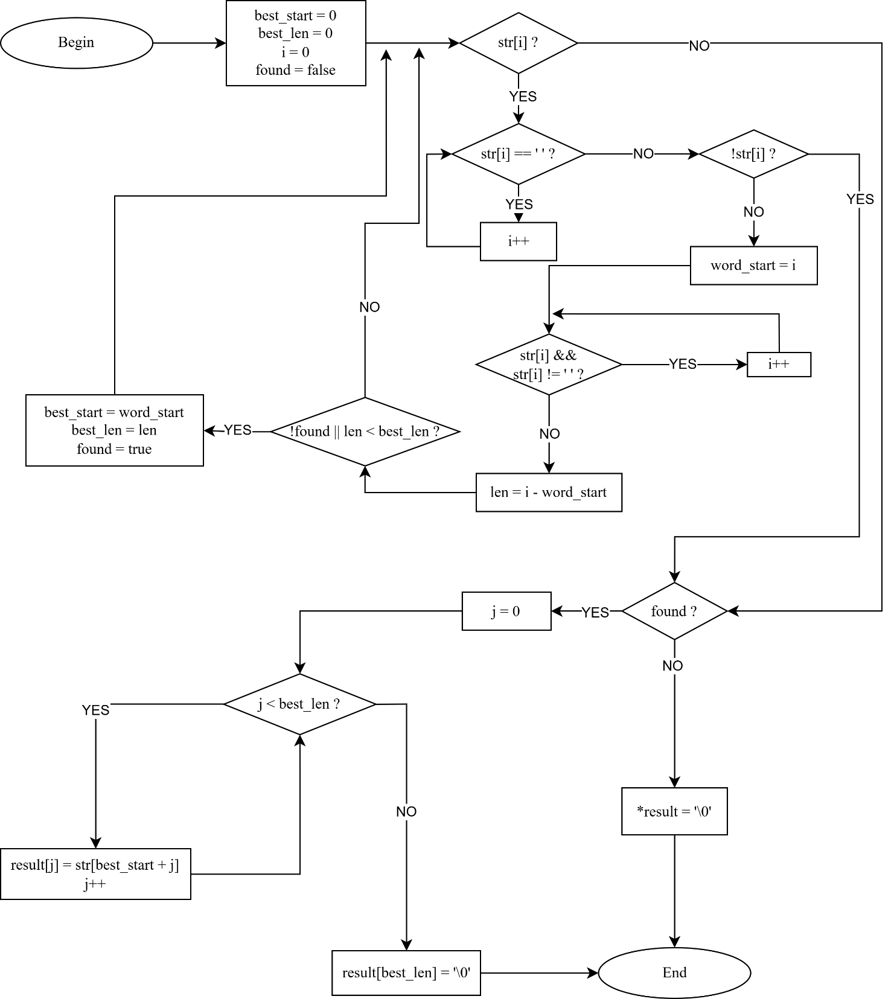 Begin
best_start = 0
best_len = 0
i = 0
found = false
str[i] ?
NO
YES
str[i] == ' ' ?
NO
!str[i] ?
YES
YES
i++
NO
word_start = i
NO
str[i] &&
str[i] != ' ' ?
YES
i++
NO
len = i - word_start
!found || len < best_len ?
YES
best_start = word_start
best_len = len
found = true
found ?
YES
j = 0
NO
j < best_len ?
YES
NO
*result = '\0'
result[j] = str[best_start + j]
j++
result[best_len] = '\0'
End